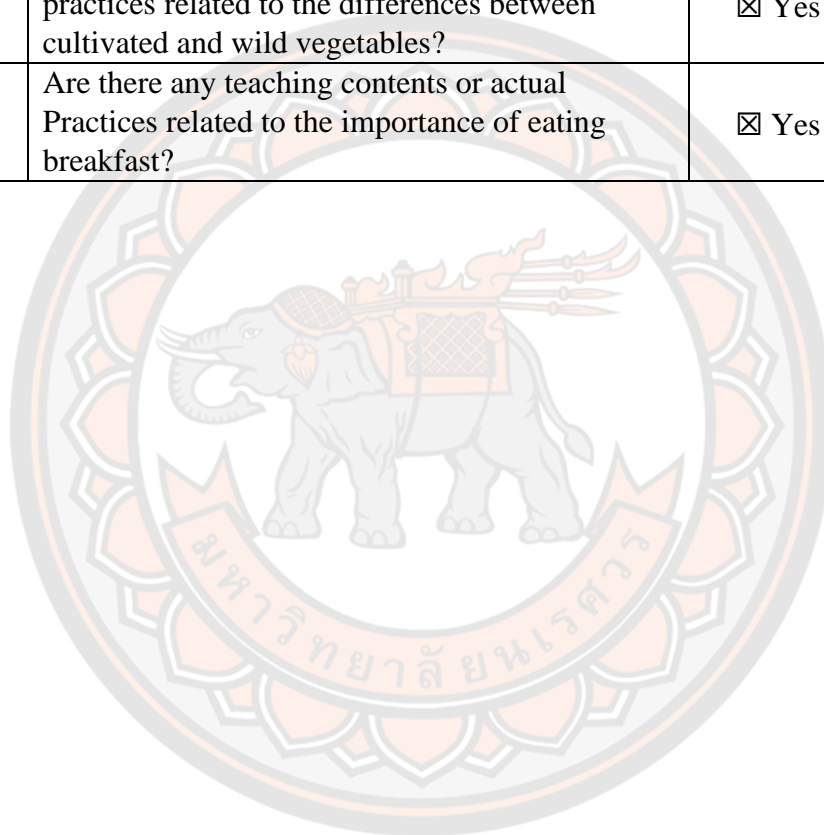 practices related to the differences between
cultivated and wild vegetables?
☒ Yes
Are there any teaching contents or actual
Practices related to the importance of eating
breakfast?
☒ Yes
มหาวิทยาลัยนเรศวร